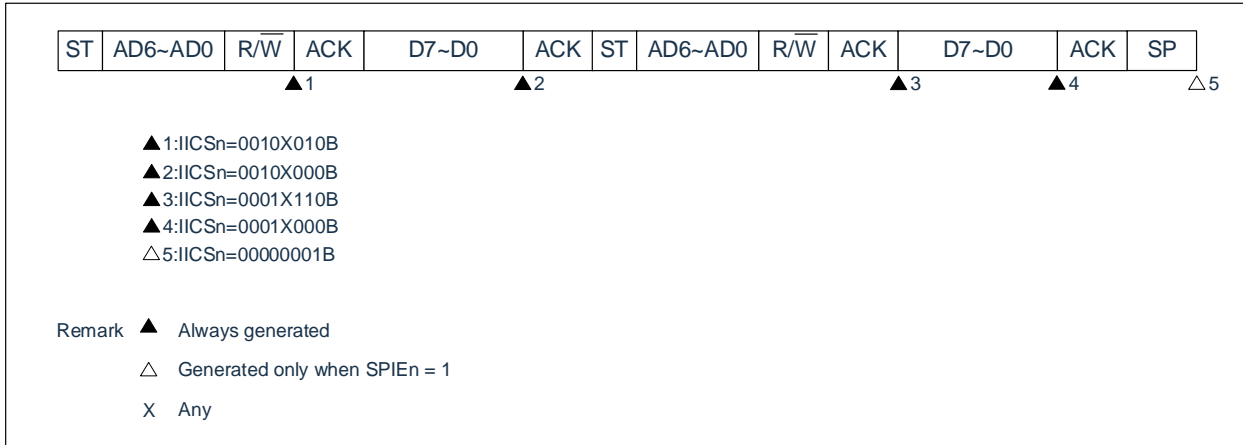 ST AD6~AD0 R/W̅ ACK D7~D0 ACK ST AD6~AD0 R/W̅ ACK D7~D0 ACK SP
▲1 ▲2 ▲3 ▲4 △5
▲1:IICSn=0010X010B
▲2:IICSn=0010X000B
▲3:IICSn=0001X110B
▲4:IICSn=0001X000B
△5:IICSn=00000001B
Remark ▲ Always generated
△ Generated only when SPIEn = 1
X Any